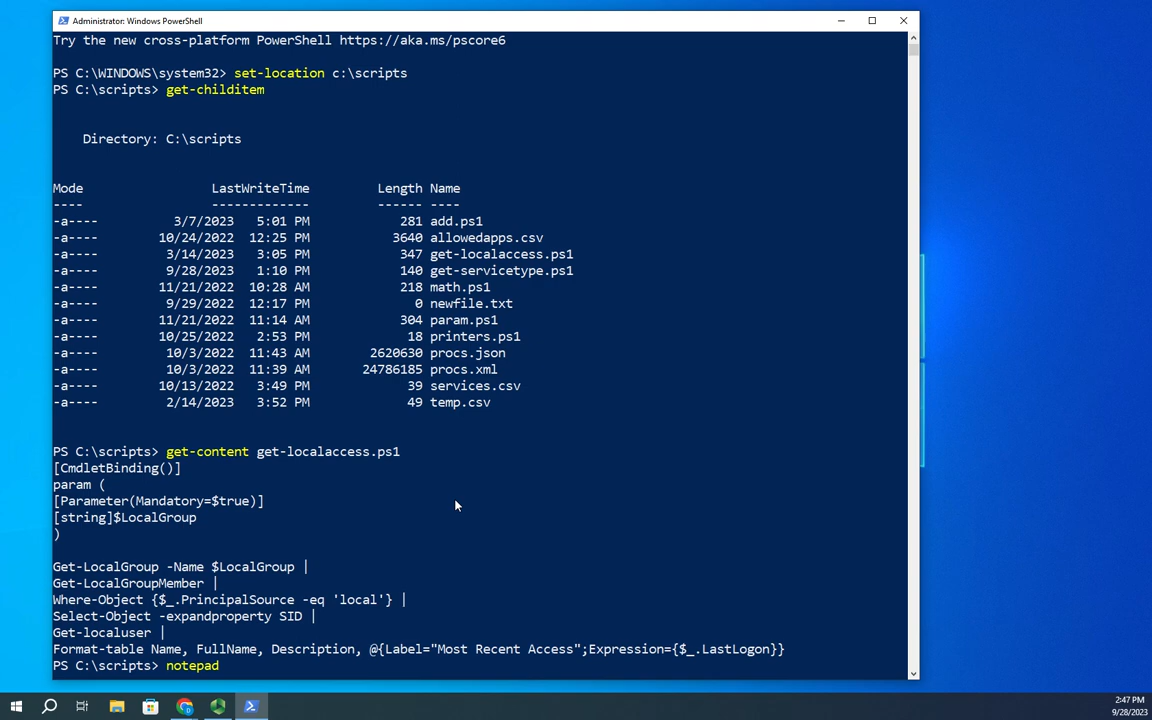 Administrator: Windows PowerShell
Try the new cross-platform PowerShell https://aka.ms/pscore6
PS C:\WINDOWS\system32> set-location c:\scripts
PS C:\scripts> get-childitem
Directory: C:\scripts
Mode LastWriteTime Length Name
---- ------------- ------ ----
-a---- 3/7/2023 5:01 PM 281 add.ps1
-a---- 10/24/2022 12:25 PM 3640 allowedapps.csv
-a---- 3/14/2023 3:05 PM 347 get-localaccess.ps1
-a---- 9/28/2023 1:10 PM 140 get-servicetype.ps1
-a---- 11/21/2022 10:28 AM 218 math.ps1
-a---- 9/29/2022 12:17 PM 0 newfile.txt
-a---- 11/21/2022 11:14 AM 304 param.ps1
-a---- 10/25/2022 2:53 PM 18 printers.ps1
-a---- 10/3/2022 11:43 AM 2620630 procs.json
-a---- 10/3/2022 11:39 AM 24786185 procs.xml
-a---- 10/13/2022 3:49 PM 39 services.csv
-a---- 2/14/2023 3:52 PM 49 temp.csv
PS C:\scripts> get-content get-localaccess.ps1
[CmdletBinding()]
param (
[Parameter(Mandatory=$true)]
[string]$LocalGroup
)
Get-LocalGroup -Name $LocalGroup |
Get-LocalGroupMember |
Where-Object {$_.PrincipalSource -eq 'local'} |
Select-Object -expandproperty SID |
Get-localuser |
Format-table Name, FullName, Description, @{Label="Most Recent Access";Expression={$_.LastLogon}}
PS C:\scripts> notepad
2:47 PM
9/28/2023